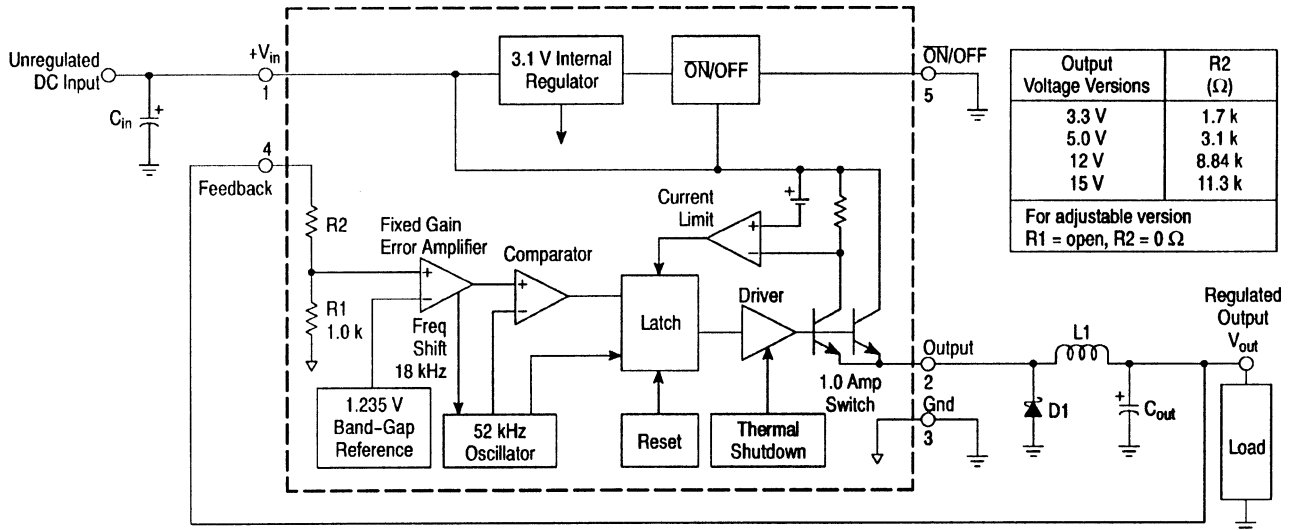 Unregulated
DC Input
+Vin
1
Cin
+
4
Feedback
3.1 V Internal
Regulator
ON/OFF
ON/OFF
5
R2
R1
1.0 k
Fixed Gain
Error Amplifier
+
−
Freq
Shift
18 kHz
Comparator
+
−
Current
Limit
+
−
+
Latch
Driver
1.0 Amp
Switch
1.235 V
Band-Gap
Reference
52 kHz
Oscillator
Reset
Thermal
Shutdown
Output
2
Gnd
3
L1
D1
+
Cout
Regulated
Output
Vout
Load
Output
Voltage Versions
R2
(Ω)
3.3 V 1.7 k
5.0 V 3.1 k
12 V 8.84 k
15 V 11.3 k
For adjustable version
R1 = open, R2 = 0 Ω